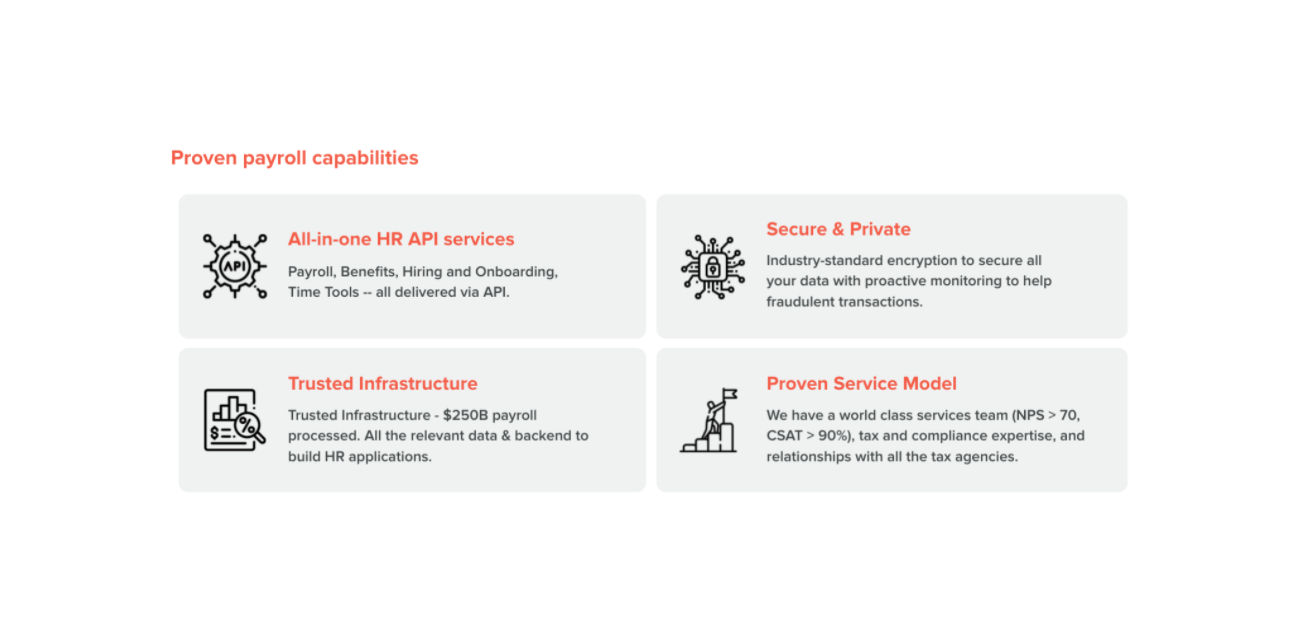 Proven payroll capabilities
API
All-in-one HR API services
Payroll, Benefits, Hiring and Onboarding,
Time Tools -- all delivered via API.
Secure & Private
Industry-standard encryption to secure all
your data with proactive monitoring to help
fraudulent transactions.
$ %
Trusted Infrastructure
Trusted Infrastructure - $250B payroll
processed. All the relevant data & backend to
build HR applications.
Proven Service Model
We have a world class services team (NPS > 70,
CSAT > 90%), tax and compliance expertise, and
relationships with all the tax agencies.